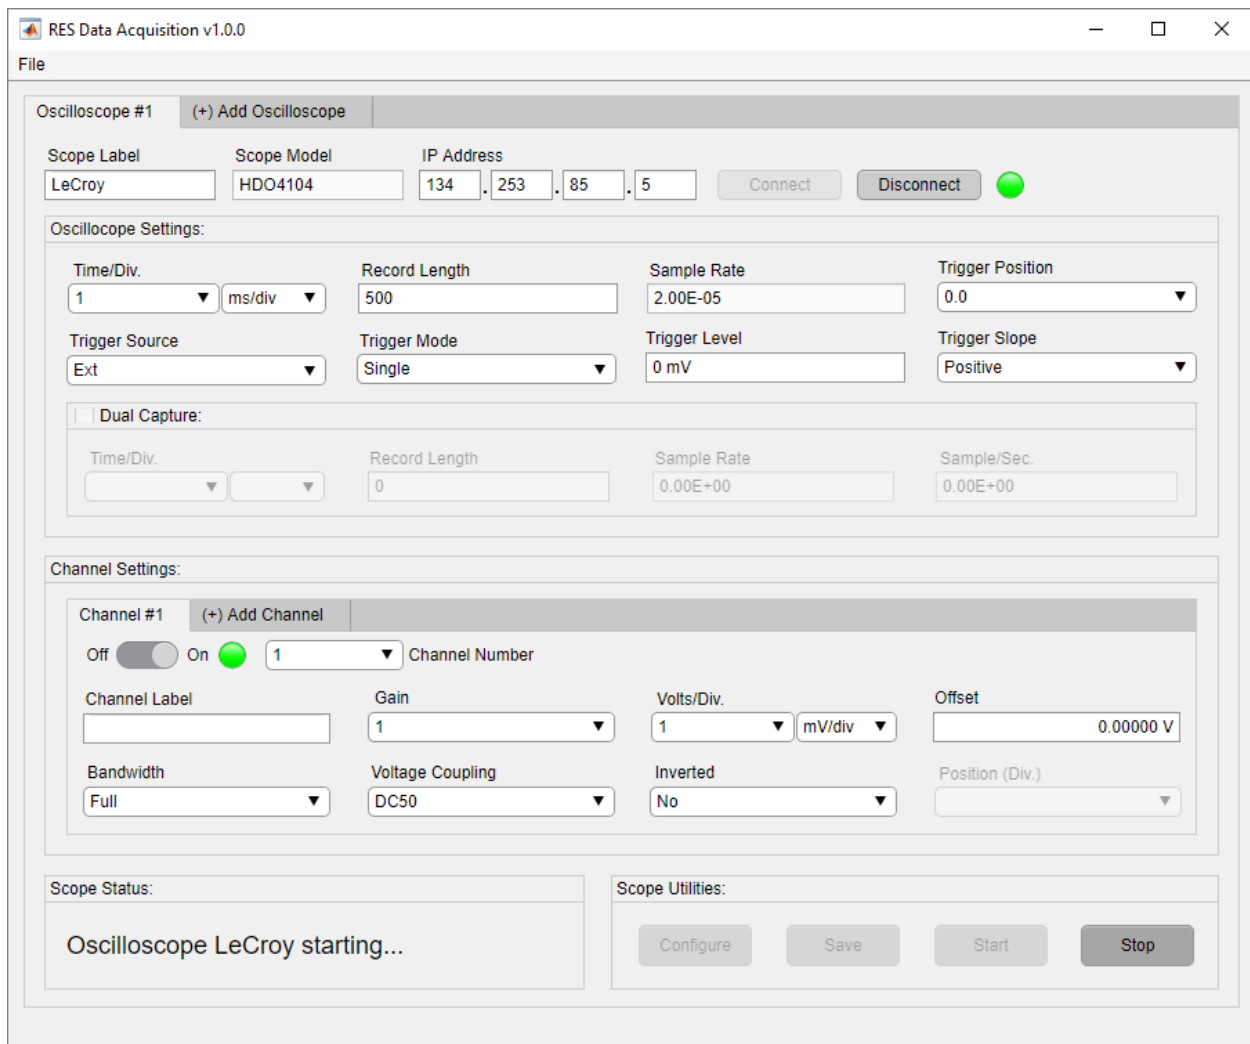 RES Data Acquisition v1.0.0
File
Oscilloscope #1 (+) Add Oscilloscope
Scope Label Scope Model IP Address
LeCroy HDO4104 134 . 253 . 85 . 5 Connect Disconnect
Oscillocope Settings:
Time/Div. Record Length Sample Rate Trigger Position
1 ms/div 500 2.00E-05 0.0
Trigger Source Trigger Mode Trigger Level Trigger Slope
Ext Single 0 mV Positive
Dual Capture:
Time/Div. Record Length Sample Rate Sample/Sec.
0 0.00E+00 0.00E+00
Channel Settings:
Channel #1 (+) Add Channel
Off On 1 Channel Number
Channel Label Gain Volts/Div. Offset
1 1 mV/div 0.00000 V
Bandwidth Voltage Coupling Inverted Position (Div.)
Full DC50 No
Scope Status: Scope Utilities:
Oscilloscope LeCroy starting... Configure Save Start Stop